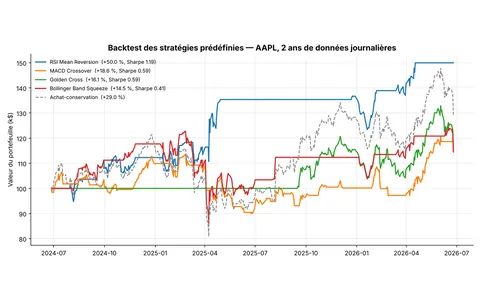 Backtest des stratégies prédéfinies — AAPL, 2 ans de données journalières
RSI Mean Reversion (+50.0 %, Sharpe 1.19)
MACD Crossover (+18.6 %, Sharpe 0.59)
Golden Cross (+16.1 %, Sharpe 0.59)
Bollinger Band Squeeze (+14.5 %, Sharpe 0.41)
Achat-conservation (+29.0 %)
Valeur du portefeuille (k$)
150
140
130
120
110
100
90
80
2024-07
2024-10
2025-01
2025-04
2025-07
2025-10
2026-01
2026-04
2026-07